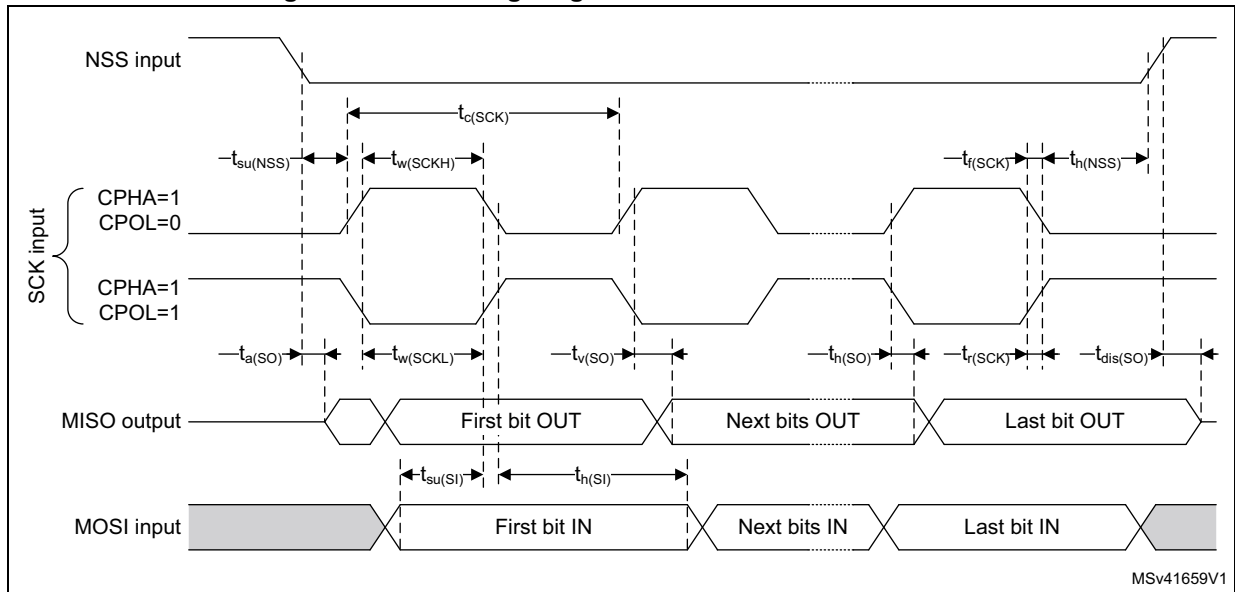 NSS input
tc(SCK)
tsu(NSS) tw(SCKH) tf(SCK) th(NSS)
SCK input
CPHA=1
CPOL=0
CPHA=1
CPOL=1
ta(SO) tw(SCKL) tv(SO) th(SO) tr(SCK) tdis(SO)
MISO output First bit OUT Next bits OUT Last bit OUT
tsu(SI) th(SI)
MOSI input First bit IN Next bits IN Last bit IN
MSv41659V1